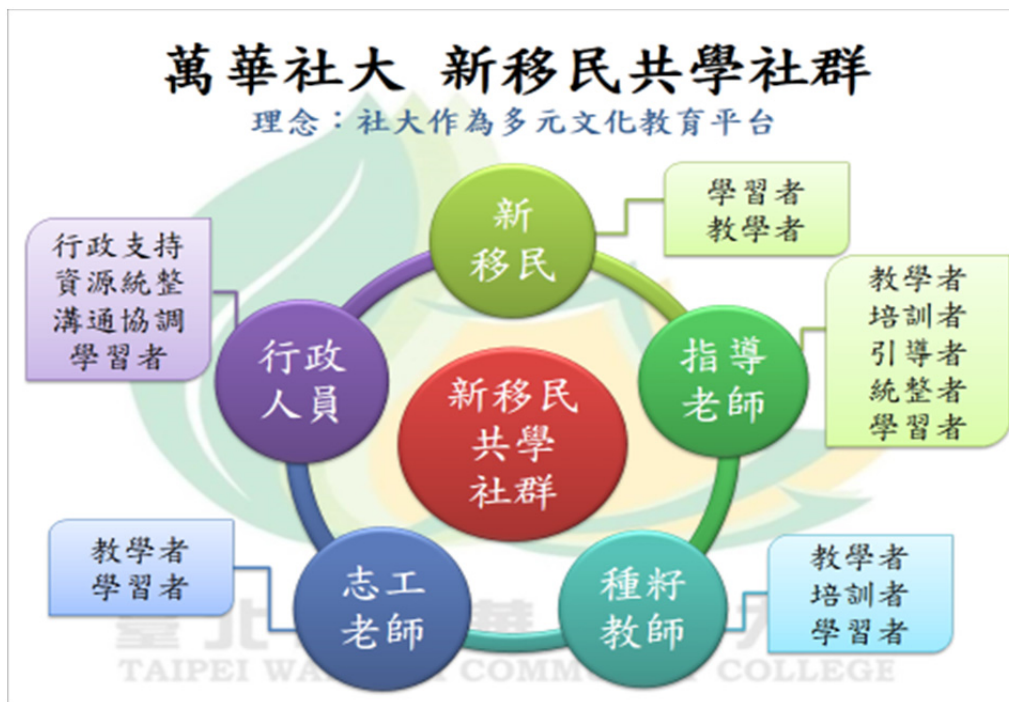 萬華社大 新移民共學社群
理念：社大作為多元文化教育平台
新
移民
學習者
教學者
指導
老師
教學者
培訓者
引導者
統整者
學習者
種籽
教師
教學者
培訓者
學習者
志工
老師
教學者
學習者
行政
人員
行政支持
資源統整
溝通協調
學習者
新移民
共學
社群
臺北 華 大
TAIPEI WA COMM COLLEGE